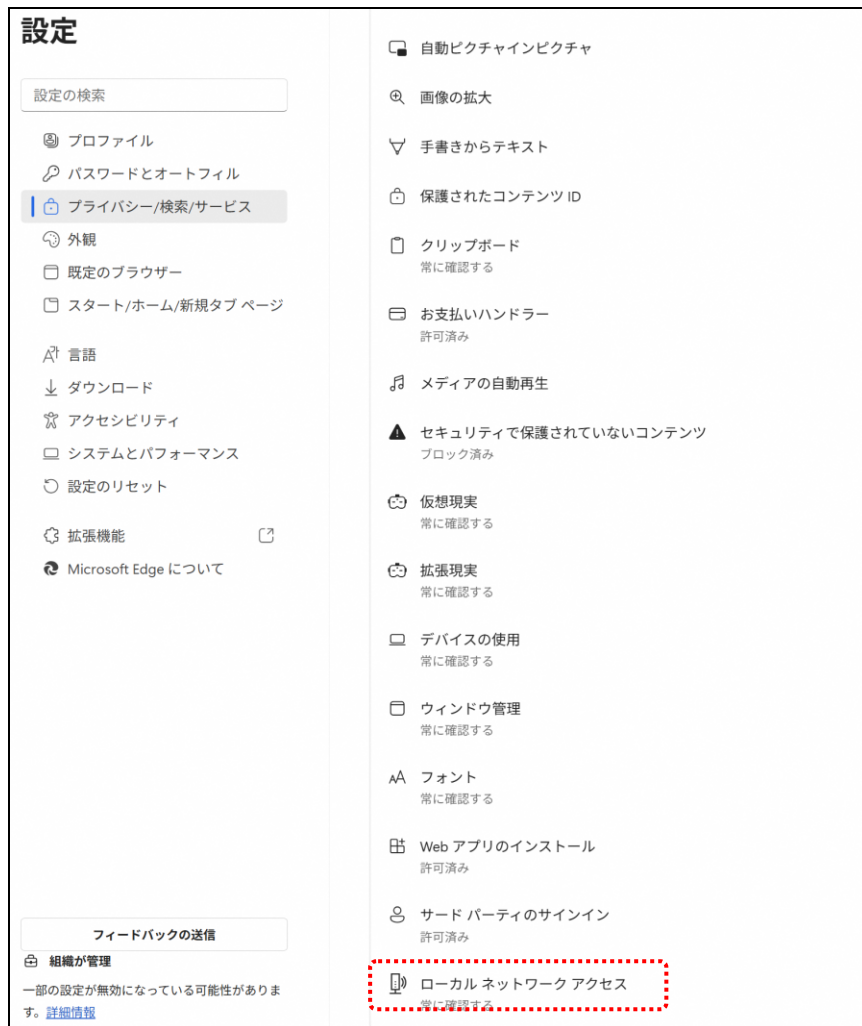 設定
設定の検索
プロファイル
パスワードとオートフィル
プライバシー/検索/サービス
外観
既定のブラウザー
スタート/ホーム/新規タブ ページ
言語
ダウンロード
アクセシビリティ
システムとパフォーマンス
設定のリセット
拡張機能
Microsoft Edge について
フィードバックの送信
組織が管理
一部の設定が無効になっている可能性がありま
す。詳細情報
自動ピクチャインピクチャ
画像の拡大
手書きからテキスト
保護されたコンテンツ ID
クリップボード
常に確認する
お支払いハンドラー
許可済み
メディアの自動再生
セキュリティで保護されていないコンテンツ
ブロック済み
仮想現実
常に確認する
拡張現実
常に確認する
デバイスの使用
常に確認する
ウィンドウ管理
常に確認する
フォント
常に確認する
Web アプリのインストール
許可済み
サード パーティのサインイン
許可済み
ローカル ネットワーク アクセス
常に確認する